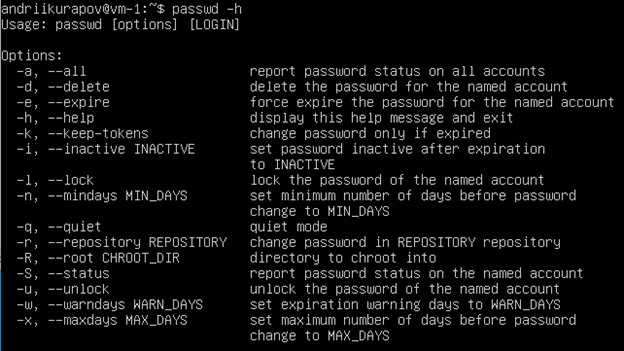 andriikurapov@vm-1:~$ passwd -h
Usage: passwd [options] [LOGIN]

Options:
  -a, --all                     report password status on all accounts
  -d, --delete                  delete the password for the named account
  -e, --expire                  force expire the password for the named account
  -h, --help                    display this help message and exit
  -k, --keep-tokens             change password only if expired
  -i, --inactive INACTIVE       set password inactive after expiration
                                to INACTIVE
  -l, --lock                    lock the password of the named account
  -n, --mindays MIN_DAYS        set minimum number of days before password
                                change to MIN_DAYS
  -q, --quiet                   quiet mode
  -r, --repository REPOSITORY   change password in REPOSITORY repository
  -R, --root CHROOT_DIR         directory to chroot into
  -S, --status                  report password status on the named account
  -u, --unlock                  unlock the password of the named account
  -w, --warndays WARN_DAYS      set expiration warning days to WARN_DAYS
  -x, --maxdays MAX_DAYS        set maximum number of days before password
                                change to MAX_DAYS